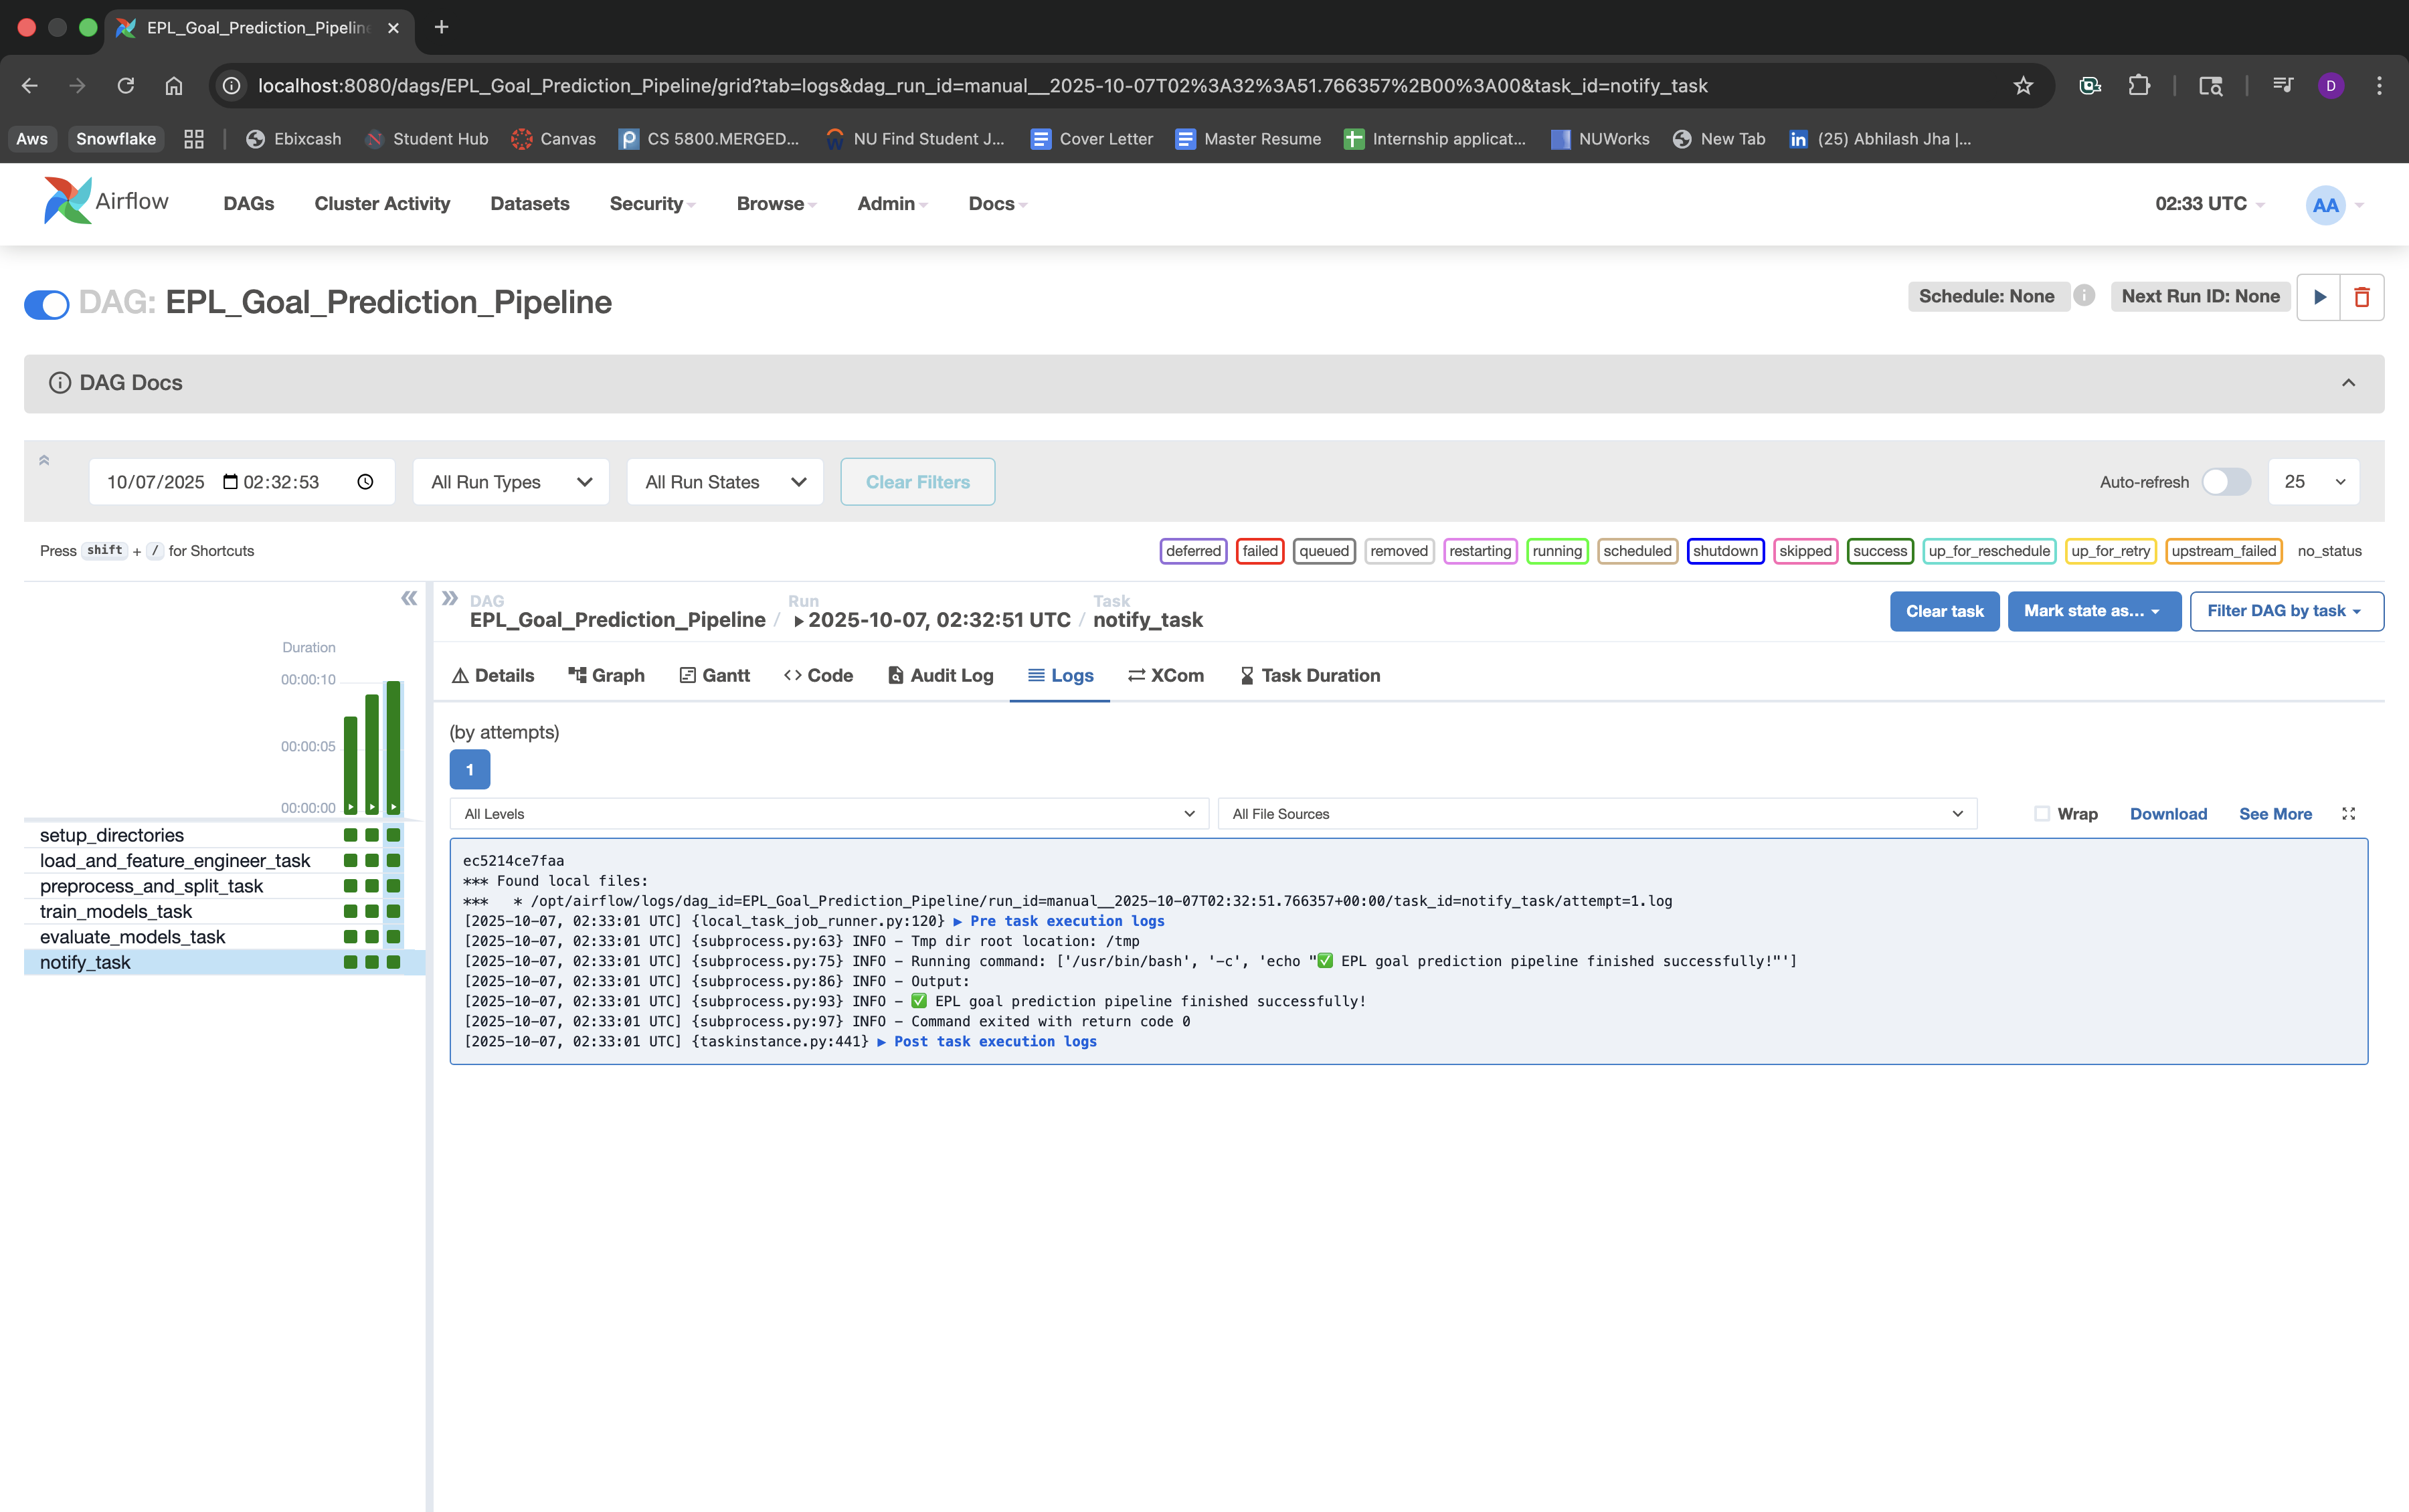 EPL_Goal_Prediction_Pipeline
localhost:8080/dags/EPL_Goal_Prediction_Pipeline/grid?tab=logs&dag_run_id=manual__2025-10-07T02%3A32%3A51.766357%2B00%3A00&task_id=notify_task
D
Aws Snowflake Ebixcash Student Hub Canvas CS 5800.MERGED... NU Find Student J... Cover Letter Master Resume Internship applicat... NUWorks New Tab (25) Abhilash Jha |...
Airflow DAGs Cluster Activity Datasets Security Browse Admin Docs 02:33 UTC AA
DAG: EPL_Goal_Prediction_Pipeline Schedule: None Next Run ID: None
DAG Docs
10/07/2025 02:32:53 All Run Types All Run States Clear Filters Auto-refresh 25
Press shift + / for Shortcuts deferred failed queued removed restarting running scheduled shutdown skipped success up_for_reschedule up_for_retry upstream_failed no_status
Duration
00:00:10
00:00:05
00:00:00
setup_directories
load_and_feature_engineer_task
preprocess_and_split_task
train_models_task
evaluate_models_task
notify_task
DAG Run Task
EPL_Goal_Prediction_Pipeline / 2025-10-07, 02:32:51 UTC / notify_task
Clear task Mark state as... Filter DAG by task
Details Graph Gantt Code Audit Log Logs XCom Task Duration
(by attempts)
1
All Levels All File Sources Wrap Download See More
ec5214ce7faa
*** Found local files:
***   * /opt/airflow/logs/dag_id=EPL_Goal_Prediction_Pipeline/run_id=manual__2025-10-07T02:32:51.766357+00:00/task_id=notify_task/attempt=1.log
[2025-10-07, 02:33:01 UTC] {local_task_job_runner.py:120} ▶ Pre task execution logs
[2025-10-07, 02:33:01 UTC] {subprocess.py:63} INFO - Tmp dir root location: /tmp
[2025-10-07, 02:33:01 UTC] {subprocess.py:75} INFO - Running command: ['/usr/bin/bash', '-c', 'echo "✅ EPL goal prediction pipeline finished successfully!"']
[2025-10-07, 02:33:01 UTC] {subprocess.py:86} INFO - Output:
[2025-10-07, 02:33:01 UTC] {subprocess.py:93} INFO - ✅ EPL goal prediction pipeline finished successfully!
[2025-10-07, 02:33:01 UTC] {subprocess.py:97} INFO - Command exited with return code 0
[2025-10-07, 02:33:01 UTC] {taskinstance.py:441} ▶ Post task execution logs